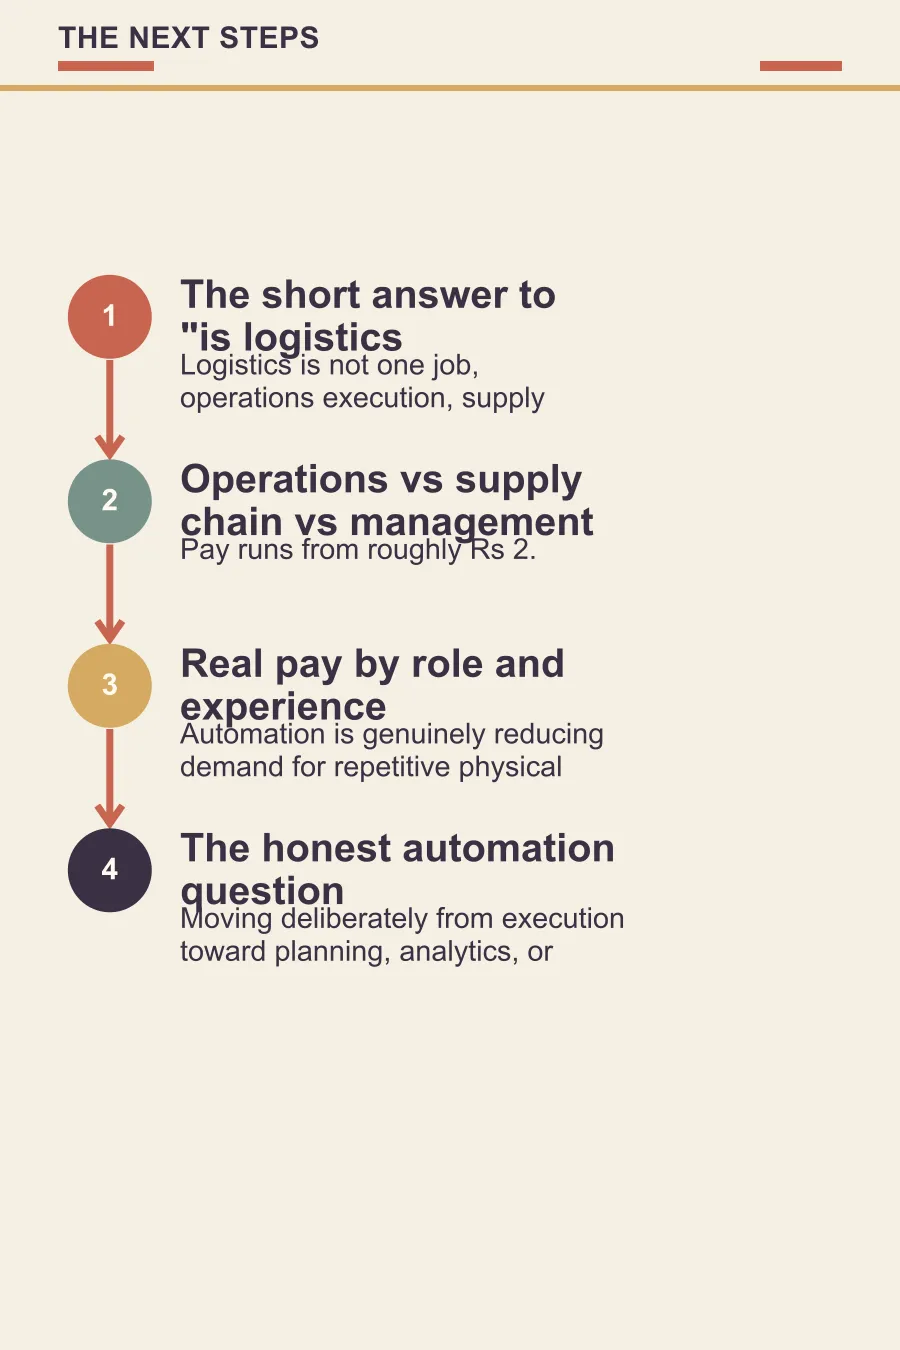 THE NEXT STEPS
1
The short answer to
"is logistics
Logistics is not one job,
operations execution, supply
2
Operations vs supply
chain vs management
Pay runs from roughly Rs 2.
3
Real pay by role and
experience
Automation is genuinely reducing
demand for repetitive physical
4
The honest automation
question
Moving deliberately from execution
toward planning, analytics, or